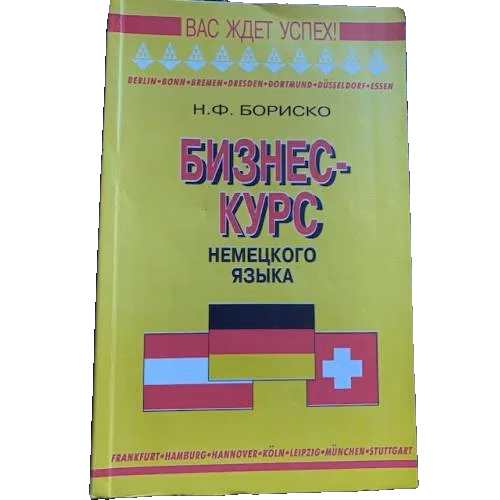 ВАС ЖДЕТ УСПЕХ!
BERLIN•BONN•BREMEN•DRESDEN•DORTMUND•DÜSSELDORF•ESSEN
Н.Ф. БОРИСКО
БИЗНЕС-
КУРС
НЕМЕЦКОГО
ЯЗЫКА
FRANKFURT•HAMBURG•HANNOVER•KÖLN•LEIPZIG•MÜNCHEN•STUTTGART